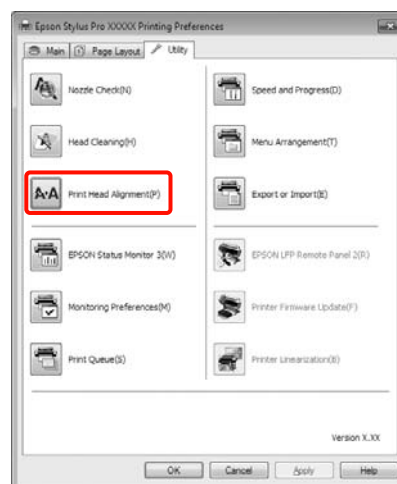 Epson Stylus Pro XXXXX Printing Preferences
Main Page Layout Utility
Nozzle Check(N)
Speed and Progress(D)
Head Cleaning(H)
Menu Arrangement(T)
A·A Print Head Alignment(P)
Export or Import(E)
EPSON Status Monitor 3(W)
EPSON LFP Remote Panel 2(R)
Monitoring Preferences(M)
Printer Firmware Update(F)
Print Queue(S)
Printer Linearization(B)
Version X.XX
OK Cancel Apply Help